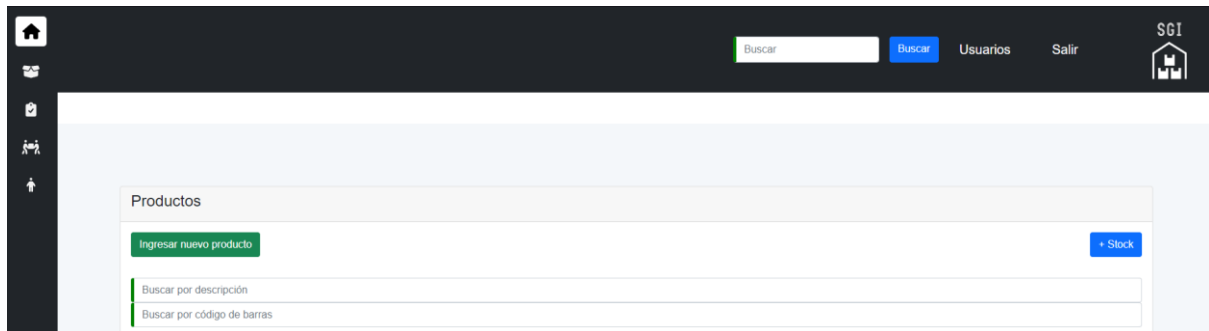 SGI
Buscar
Buscar
Usuarios
Salir
Productos
Ingresar nuevo producto
+ Stock
Buscar por descripción
Buscar por código de barras